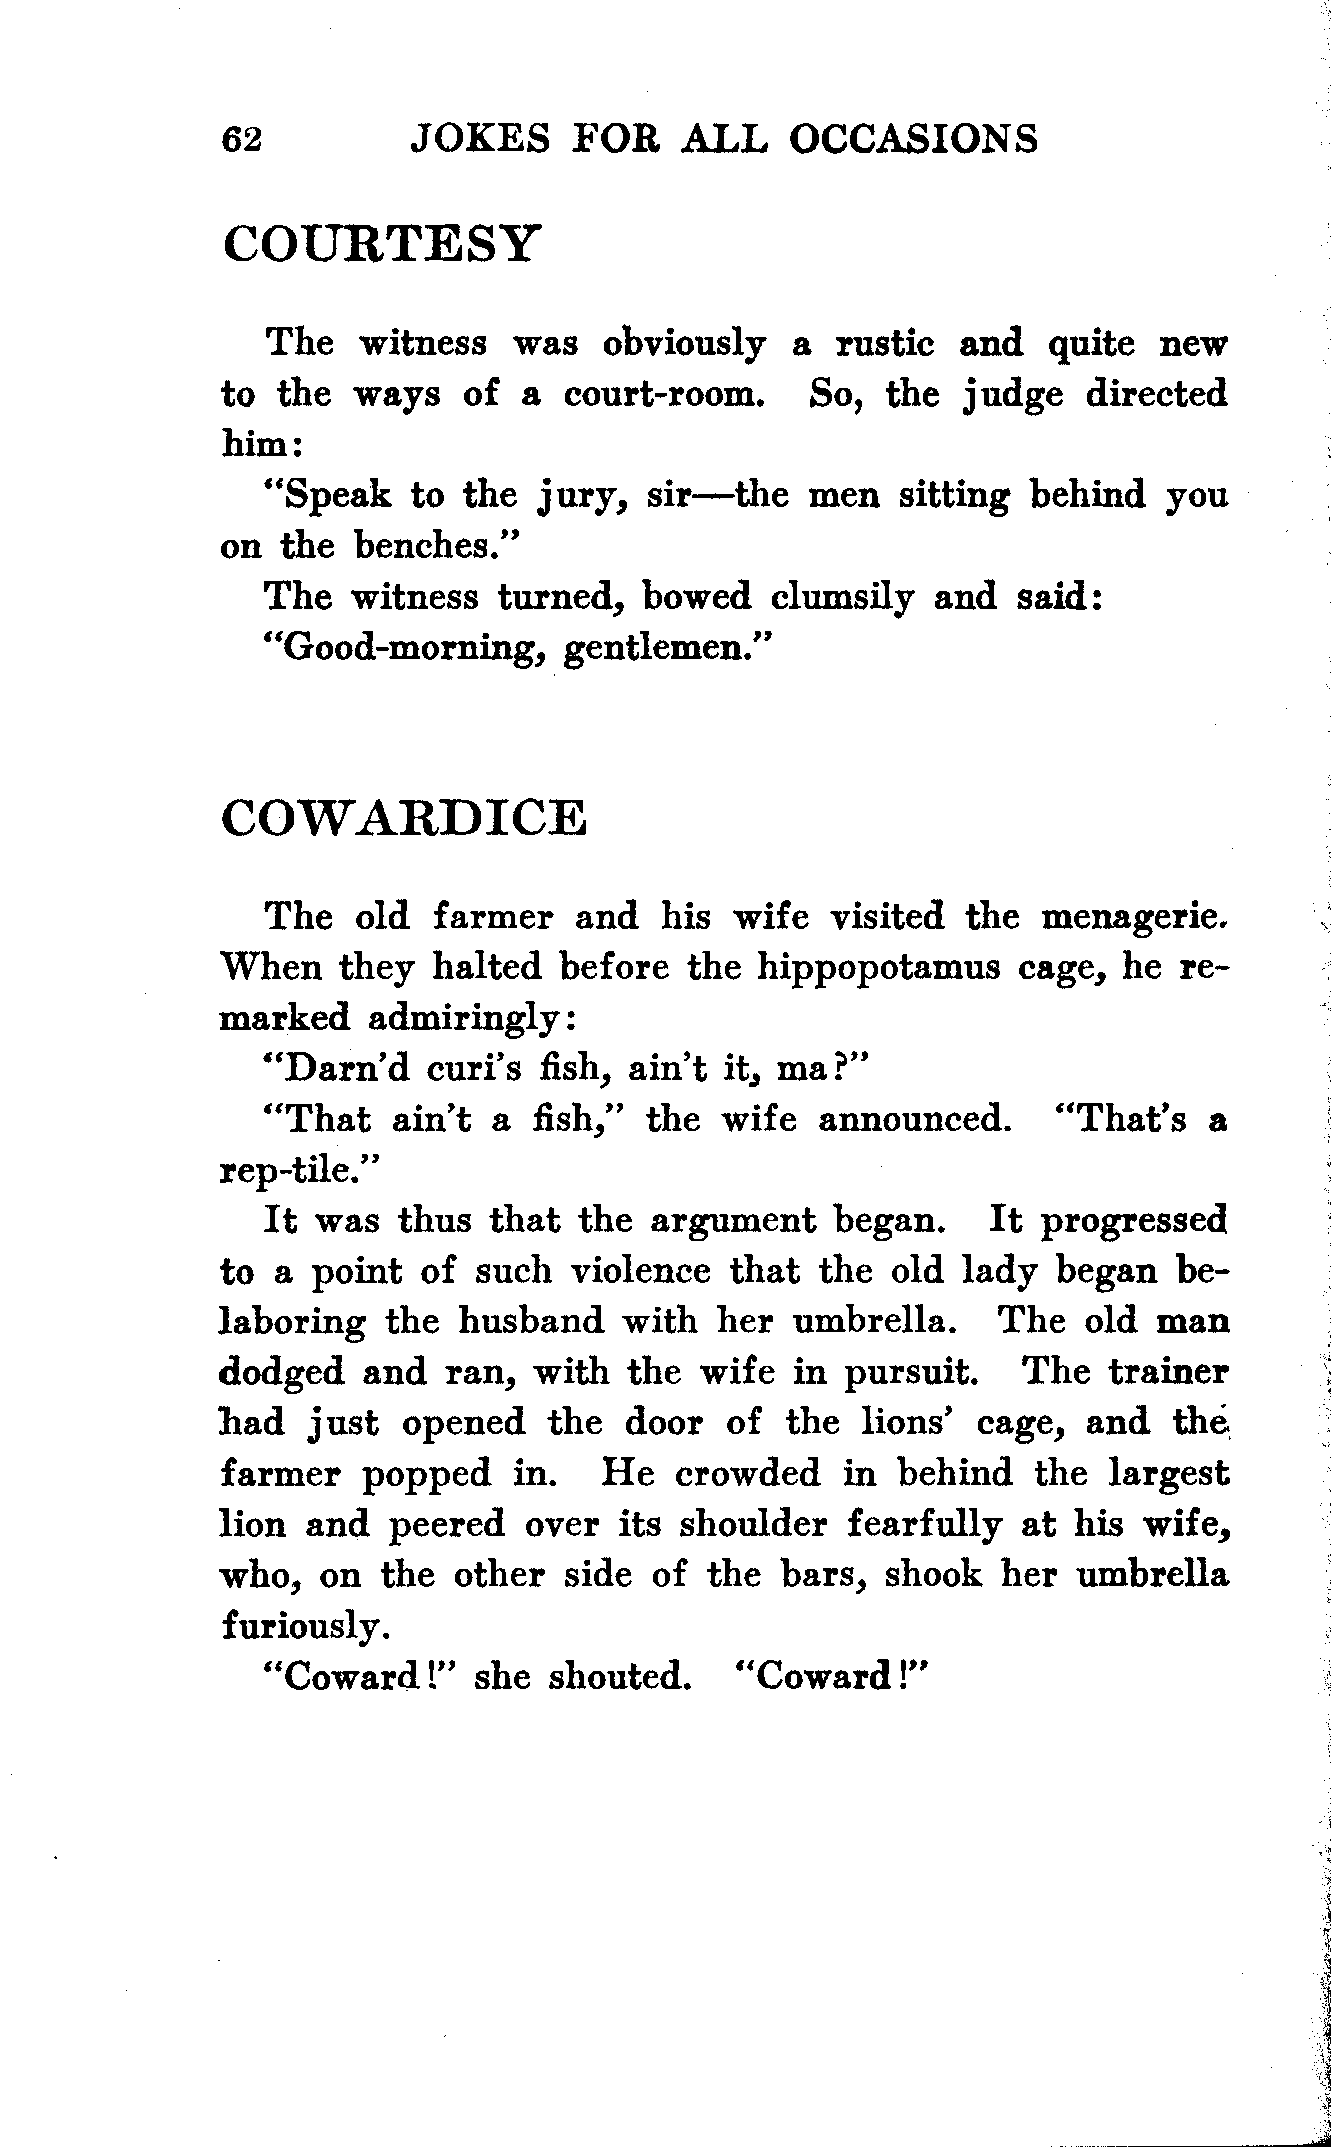 62 JOKES FOR ALL OCCASIONS
COURTESY
The witness was obviously a rustic and quite new
to the ways of a court-room. So, the judge directed
him:
"Speak to the jury, sir—the men sitting behind you
on the benches."
The witness turned, bowed clumsily and said:
"Good-morning, gentlemen."
COWARDICE
The old farmer and his wife visited the menagerie.
When they halted before the hippopotamus cage, he re-
marked admiringly:
"Darn'd curi's fish, ain't it, ma?"
"That ain't a fish," the wife announced. "That's a
rep-tile."
It was thus that the argument began. It progressed
to a point of such violence that the old lady began be-
laboring the husband with her umbrella. The old man
dodged and ran, with the wife in pursuit. The trainer
had just opened the door of the lions' cage, and the
farmer popped in. He crowded in behind the largest
lion and peered over its shoulder fearfully at his wife,
who, on the other side of the bars, shook her umbrella
furiously.
"Coward!" she shouted. "Coward!"